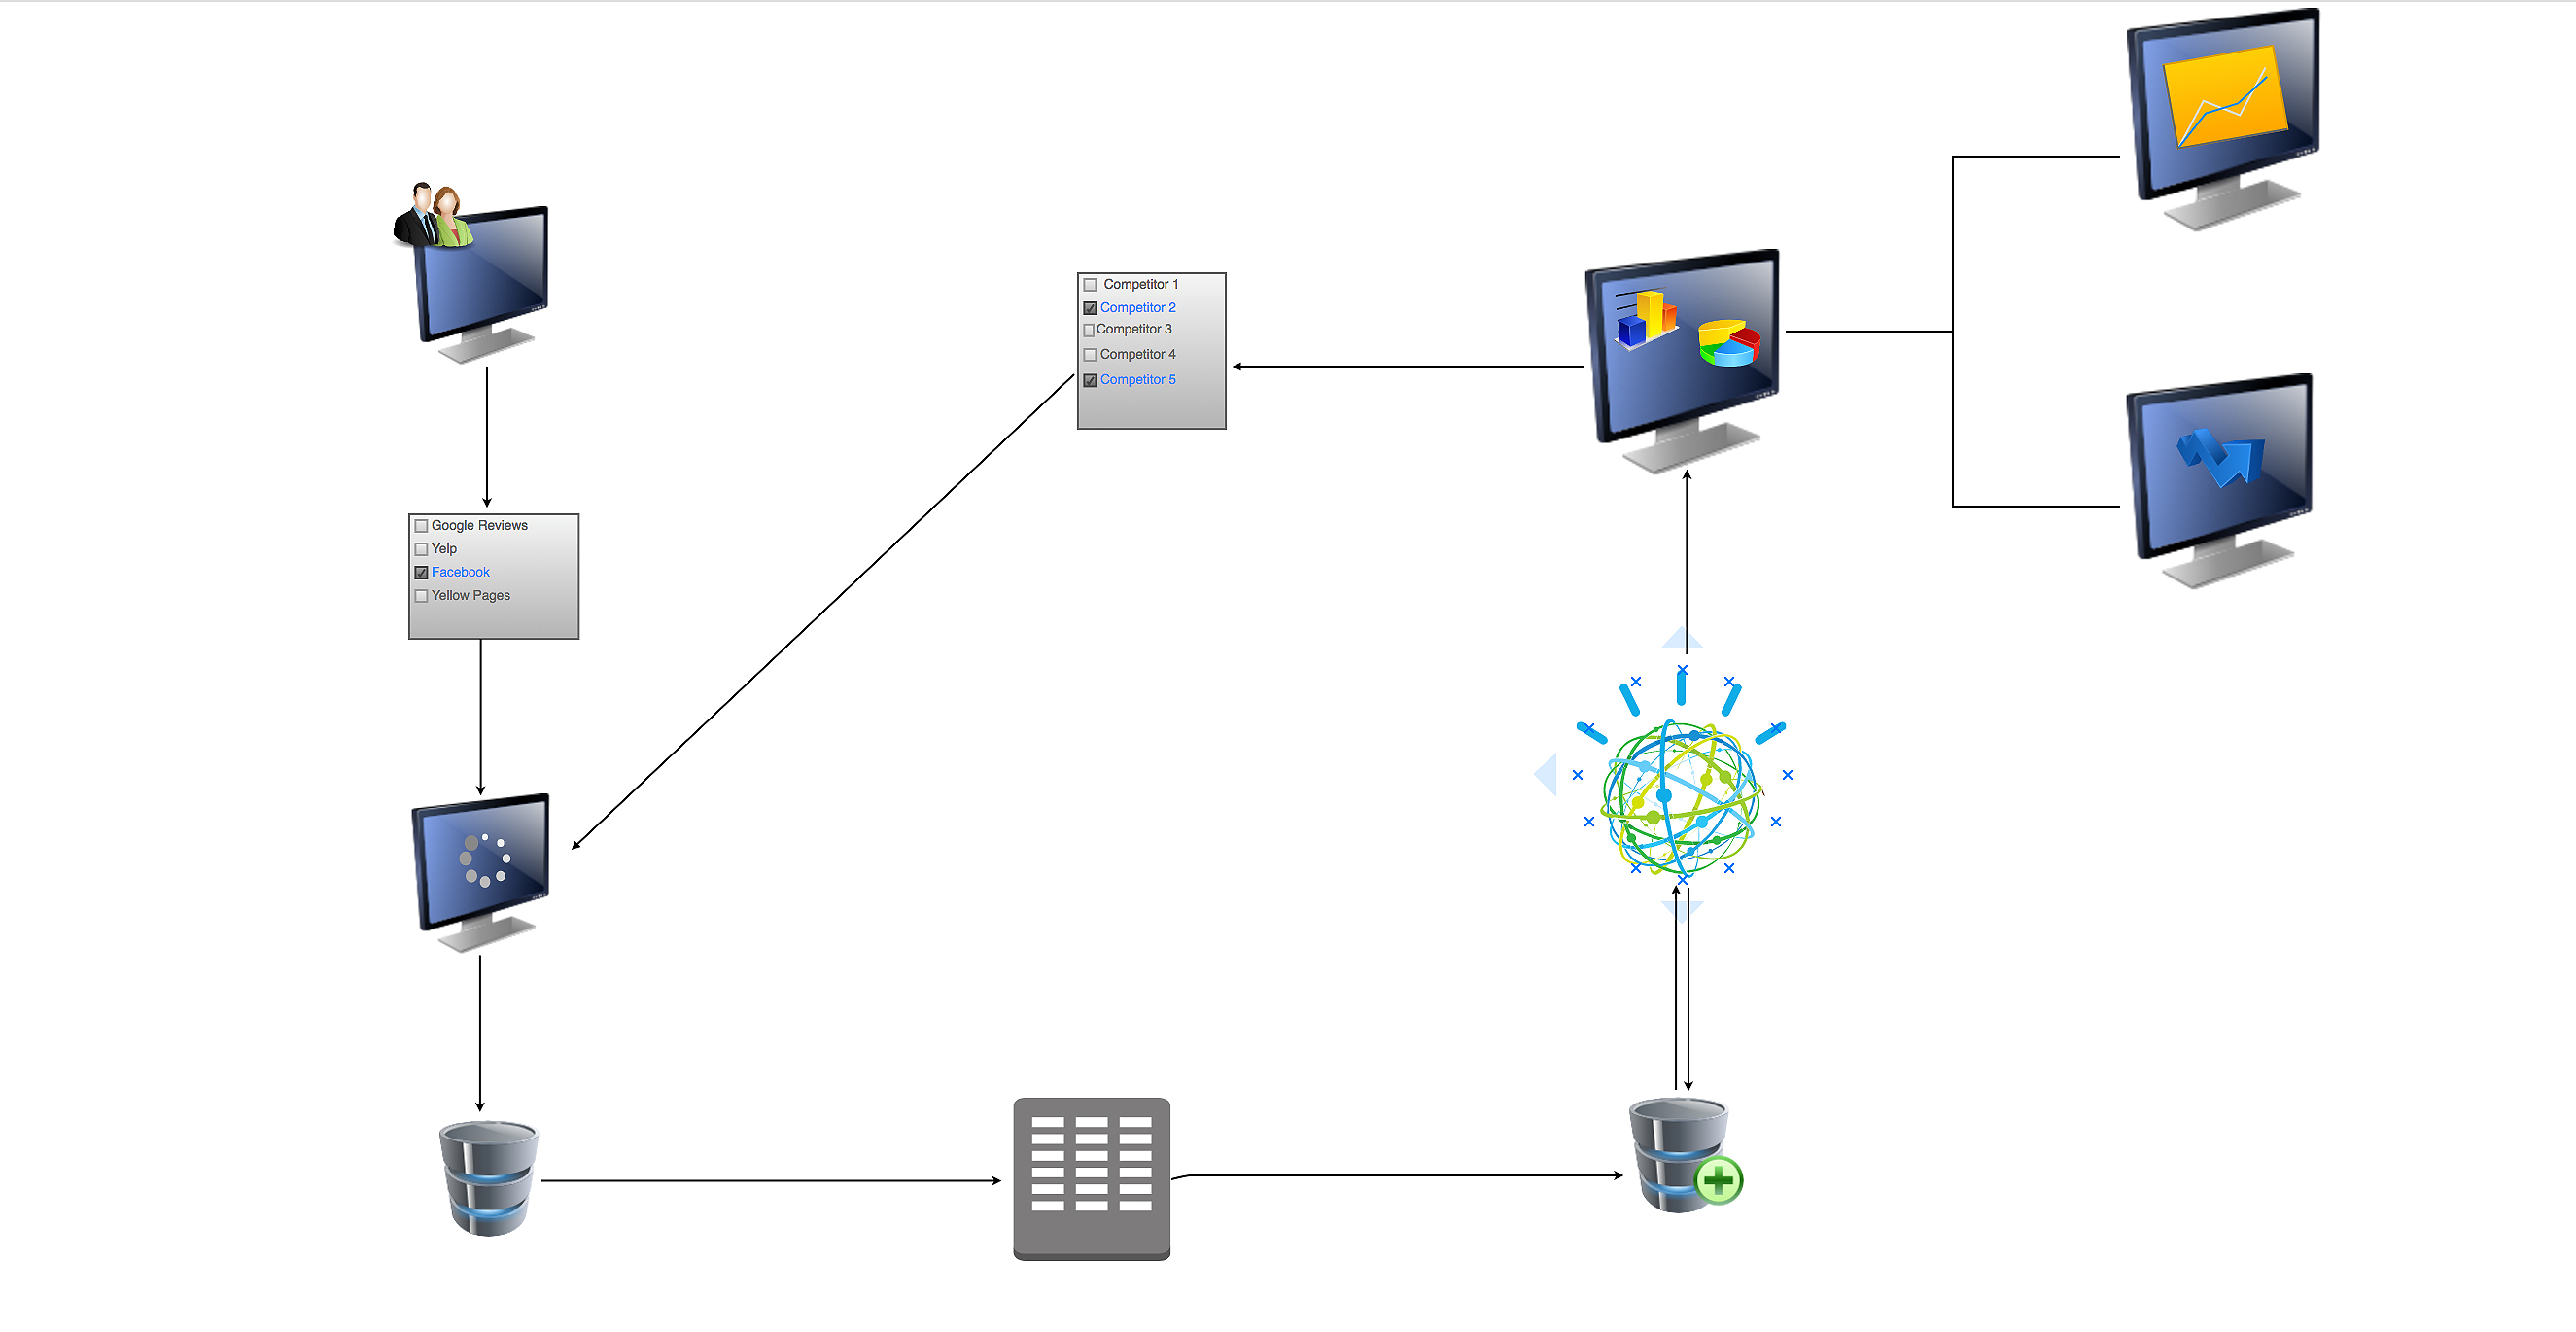 Competitor 1
Competitor 2
Competitor 3
Competitor 4
Competitor 5
Google Reviews
Yelp
Facebook
Yellow Pages